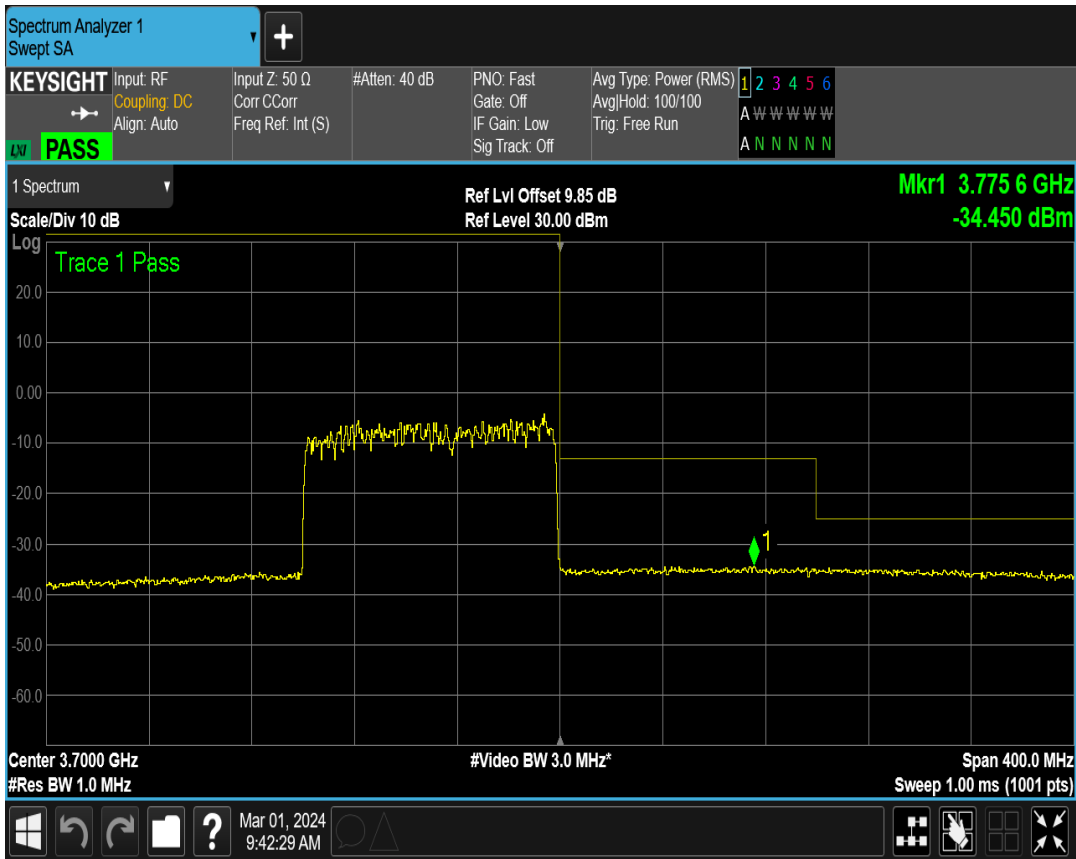 Spectrum Analyzer 1
Swept SA
+
KEYSIGHT
Input: RF
Coupling: DC
Align: Auto
LXI PASS
Input Z: 50 Ω
Corr CCorr
Freq Ref: Int (S)
#Atten: 40 dB
PNO: Fast
Gate: Off
IF Gain: Low
Sig Track: Off
Avg Type: Power (RMS)
Avg|Hold: 100/100
Trig: Free Run
1 2 3 4 5 6
A W W W W W
A N N N N N
1 Spectrum
Scale/Div 10 dB
Ref Lvl Offset 9.85 dB
Ref Level 30.00 dBm
Mkr1 3.775 6 GHz
-34.450 dBm
Log
Trace 1 Pass
20.0
10.0
0.00
-10.0
-20.0
-30.0
1
-40.0
-50.0
-60.0
Center 3.7000 GHz
#Res BW 1.0 MHz
#Video BW 3.0 MHz*
Span 400.0 MHz
Sweep 1.00 ms (1001 pts)
?
Mar 01, 2024
9:42:29 AM